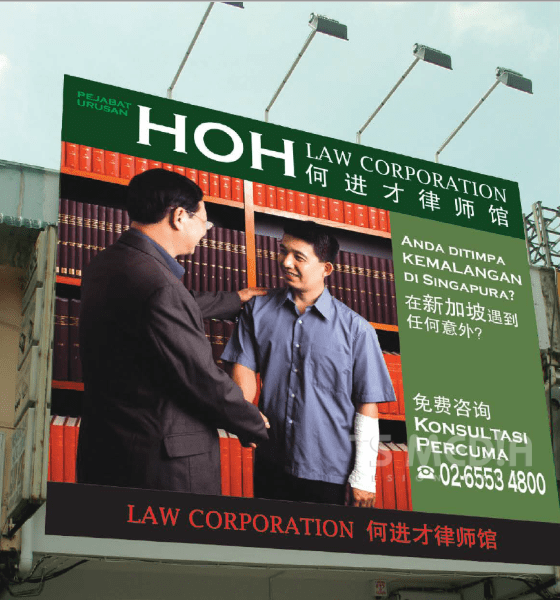 PEJABAT
URUSAN
HOH
LAW CORPORATION
何进才律师馆
ANDA DITIMPA
KEMALANGAN
DI SINGAPURA?
在新加坡遇到
任何意外?
免费咨询
KONSULTASI
PERCUMA
☎ 02-6553 4800
LAW CORPORATION 何进才律师馆